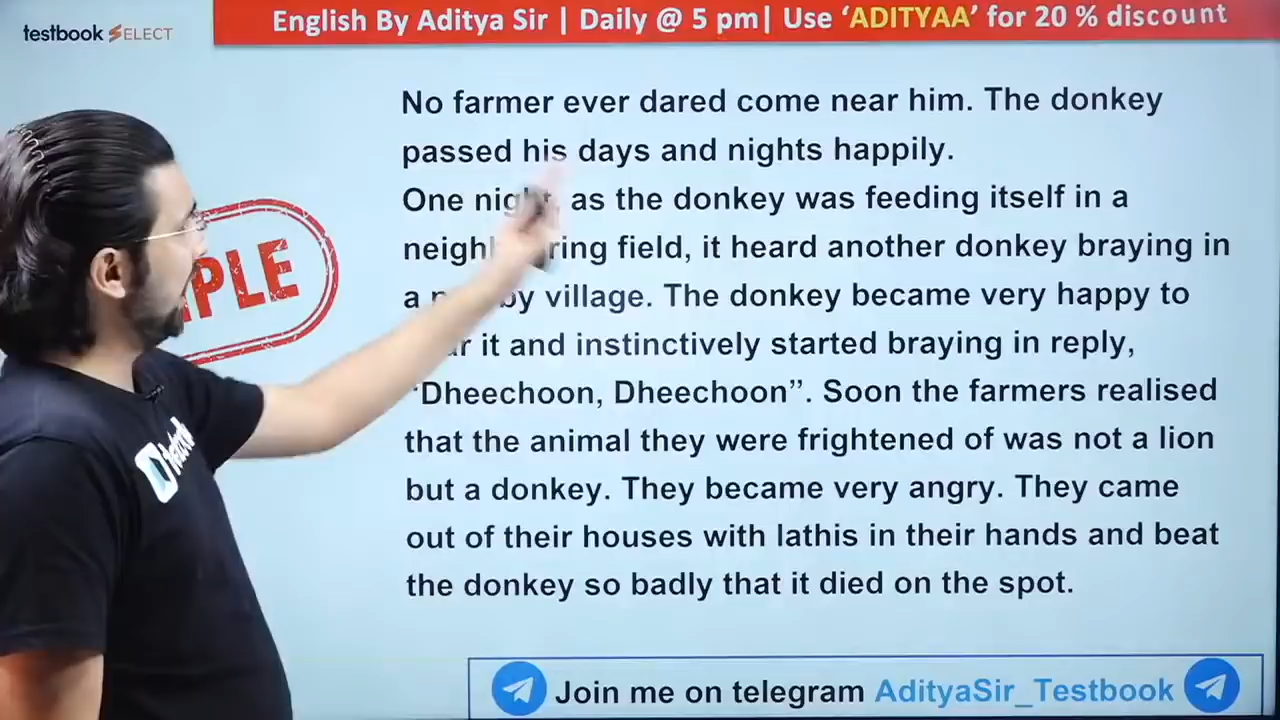 testbook SELECT
English By Aditya Sir | Daily @ 5 pm| Use ‘ADITYAA’ for 20 % discount
No farmer ever dared come near him. The donkey
passed his days and nights happily.
One as the donkey was feeding itself in a
field, it heard another donkey braying in
a village. The donkey became very happy to
it and instinctively started braying in reply,
“Dheechoon, Dheechoon”. Soon the farmers realised
that the animal they were frightened of was not a lion
but a donkey. They became very angry. They came
out of their houses with lathis in their hands and beat
the donkey so badly that it died on the spot.
Join me on telegram AdityaSir_Testbook